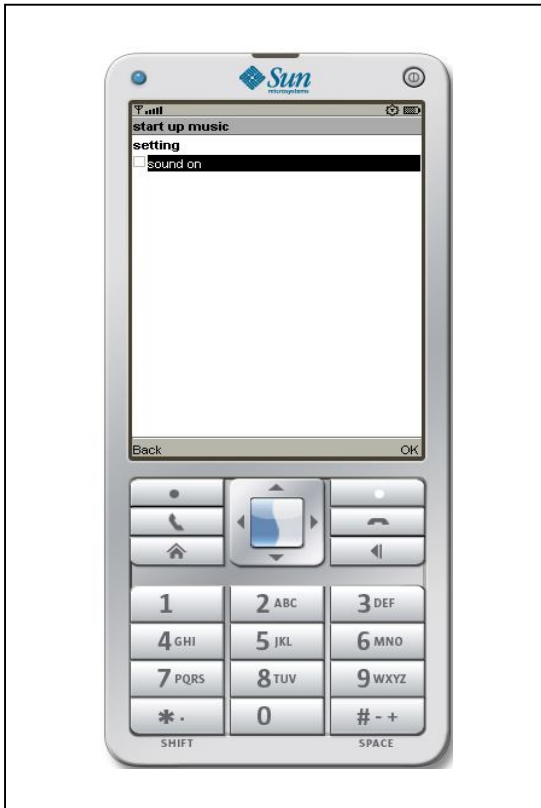 Sun
microsystems
start up music
setting
sound on
Back OK
1 2 ABC 3 DEF
4 GHI 5 JKL 6 MNO
7 PQRS 8 TUV 9 WXYZ
* . 0 # - +
SHIFT SPACE